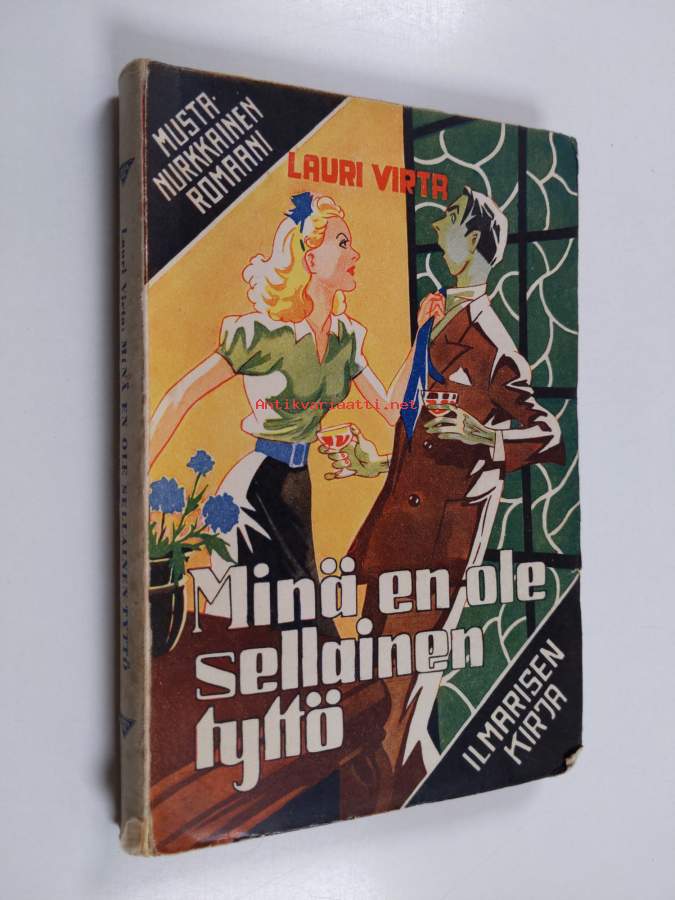 MUSTA-
NURKKAINEN
ROMAANI
LAURI VIRTA
Antikvariaatti.net
Minä en ole
sellainen
tyttö
ILMARISEN
KIRJA
Lauri Virta: MINÄ EN OLE SELLAINEN TYTTÖ